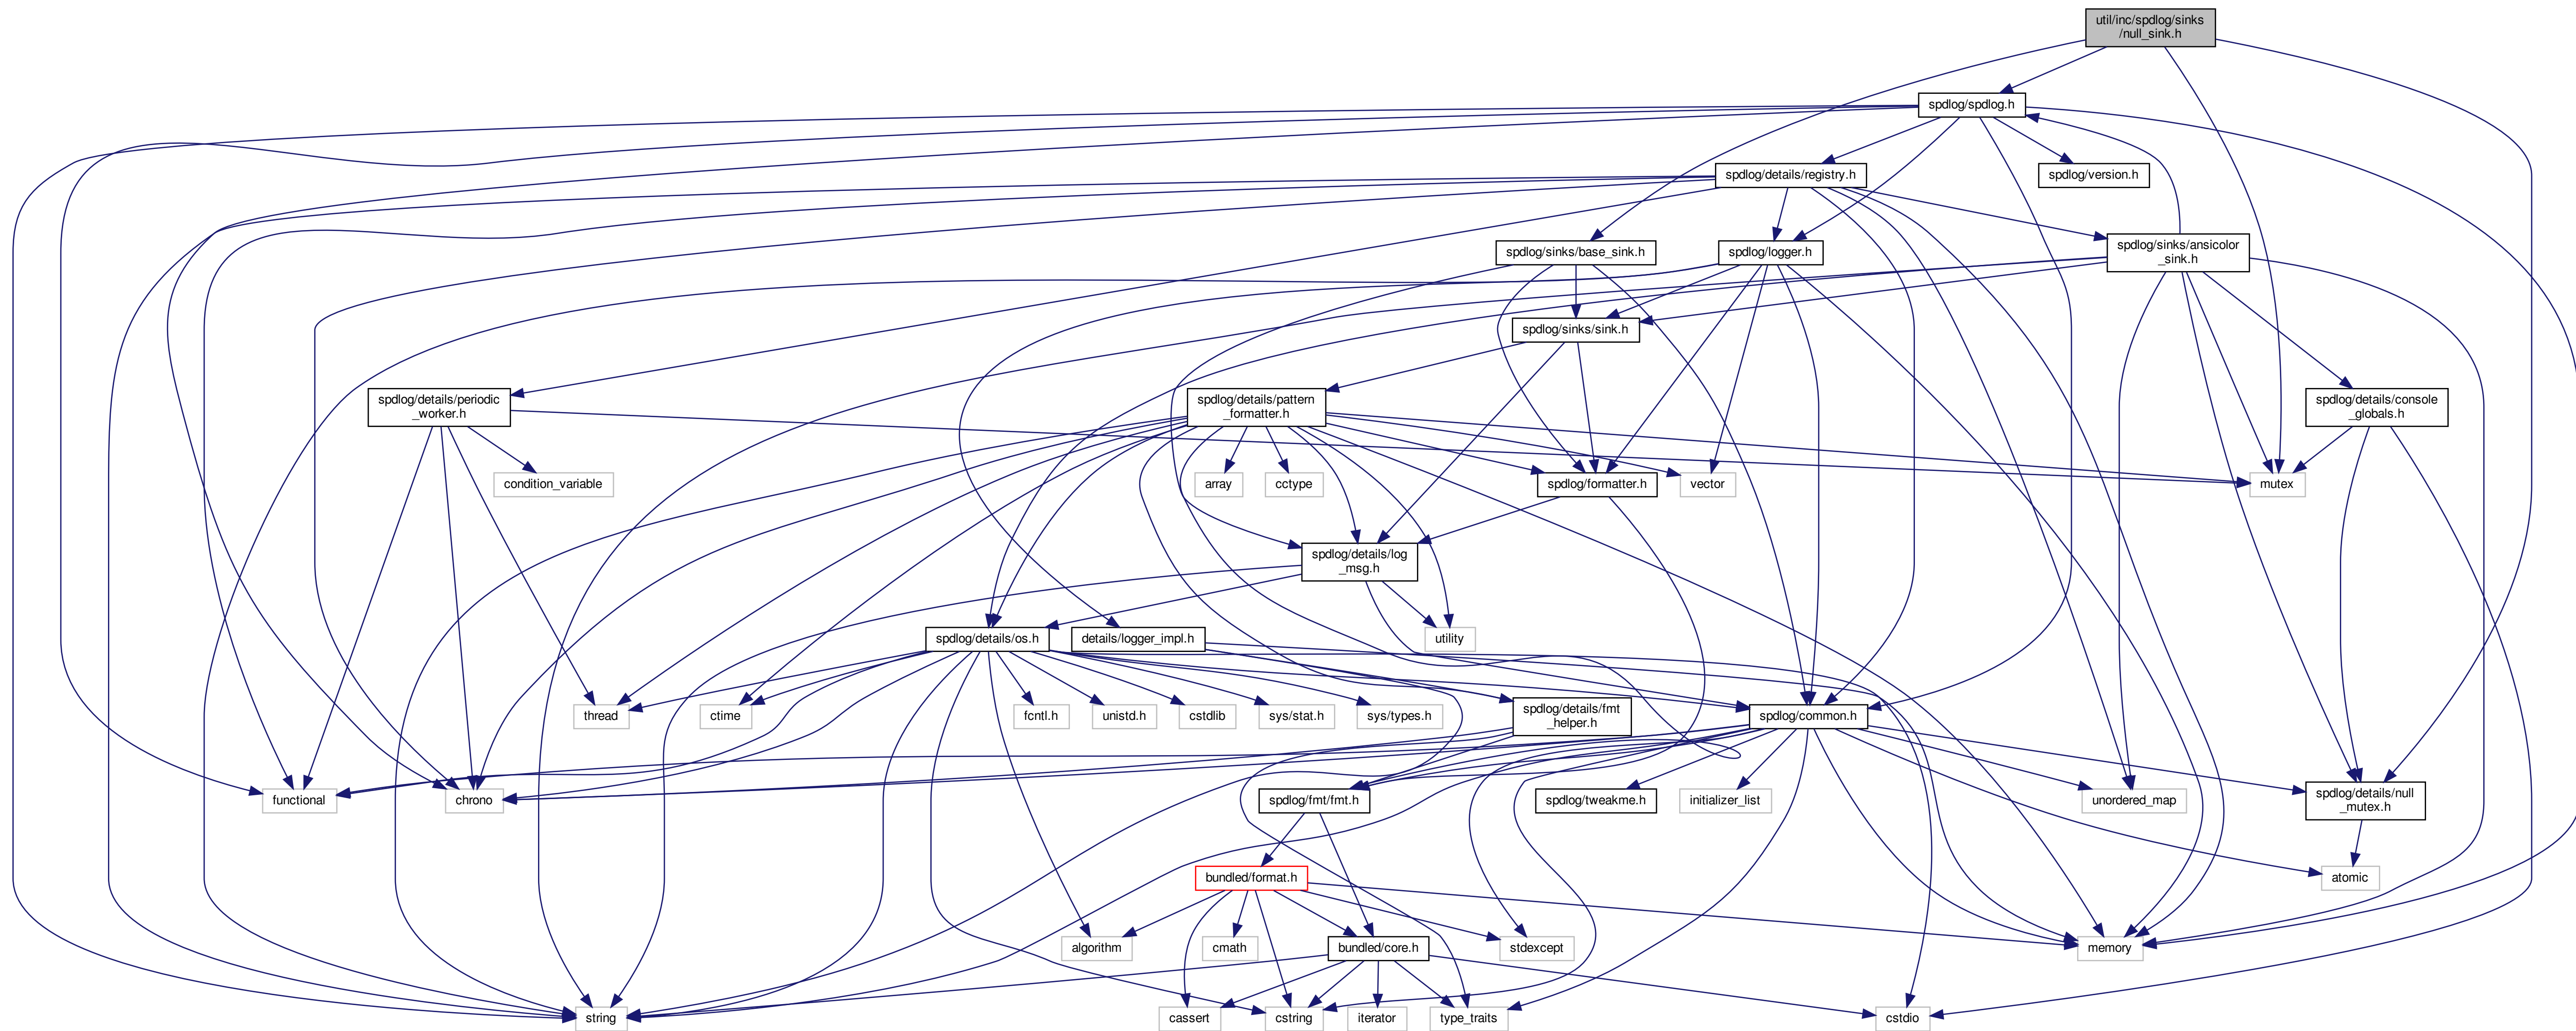 util/inc/spdlog/sinks
/null_sink.h
spdlog/spdlog.h
spdlog/details/registry.h
spdlog/version.h
spdlog/sinks/base_sink.h
spdlog/logger.h
spdlog/sinks/ansicolor
_sink.h
spdlog/sinks/sink.h
spdlog/details/periodic
_worker.h
spdlog/details/pattern
_formatter.h
spdlog/details/console
_globals.h
condition_variable
array
cctype
spdlog/formatter.h
vector
mutex
spdlog/details/log
_msg.h
spdlog/details/os.h
details/logger_impl.h
utility
thread
ctime
fcntl.h
unistd.h
cstdlib
sys/stat.h
sys/types.h
spdlog/details/fmt
_helper.h
spdlog/common.h
functional
chrono
spdlog/fmt/fmt.h
spdlog/tweakme.h
initializer_list
unordered_map
spdlog/details/null
_mutex.h
bundled/format.h
atomic
algorithm
cmath
bundled/core.h
stdexcept
memory
string
cassert
cstring
iterator
type_traits
cstdio